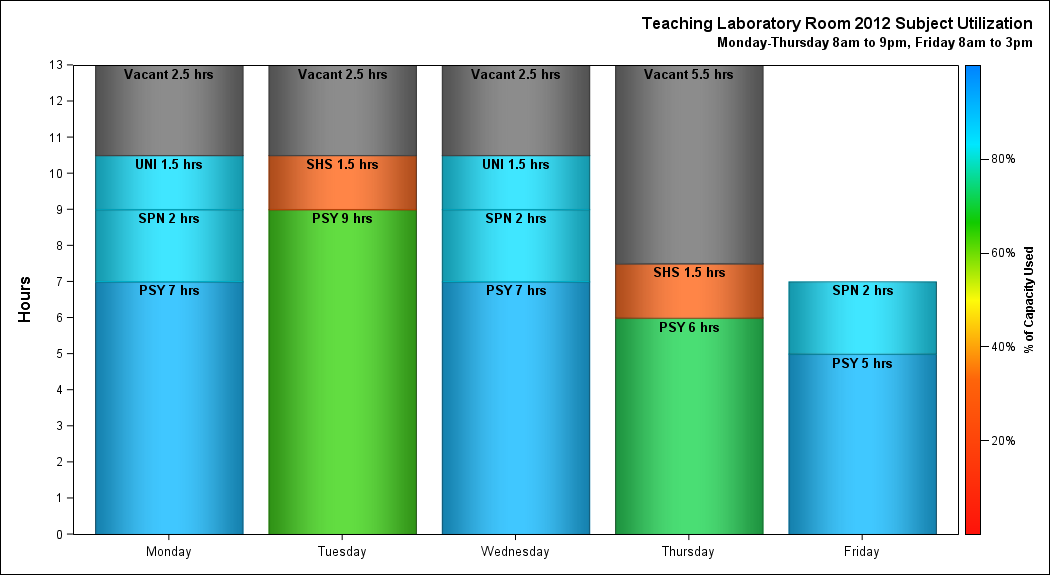 Teaching Laboratory Room 2012 Subject Utilization
Monday-Thursday 8am to 9pm, Friday 8am to 3pm
Hours
13
12
11
10
9
8
7
6
5
4
3
2
1
0
Vacant 2.5 hrs
UNI 1.5 hrs
SPN 2 hrs
PSY 7 hrs
Vacant 2.5 hrs
SHS 1.5 hrs
PSY 9 hrs
Vacant 2.5 hrs
UNI 1.5 hrs
SPN 2 hrs
PSY 7 hrs
Vacant 5.5 hrs
SHS 1.5 hrs
PSY 6 hrs
SPN 2 hrs
PSY 5 hrs
Monday
Tuesday
Wednesday
Thursday
Friday
80%
60%
40%
20%
% of Capacity Used